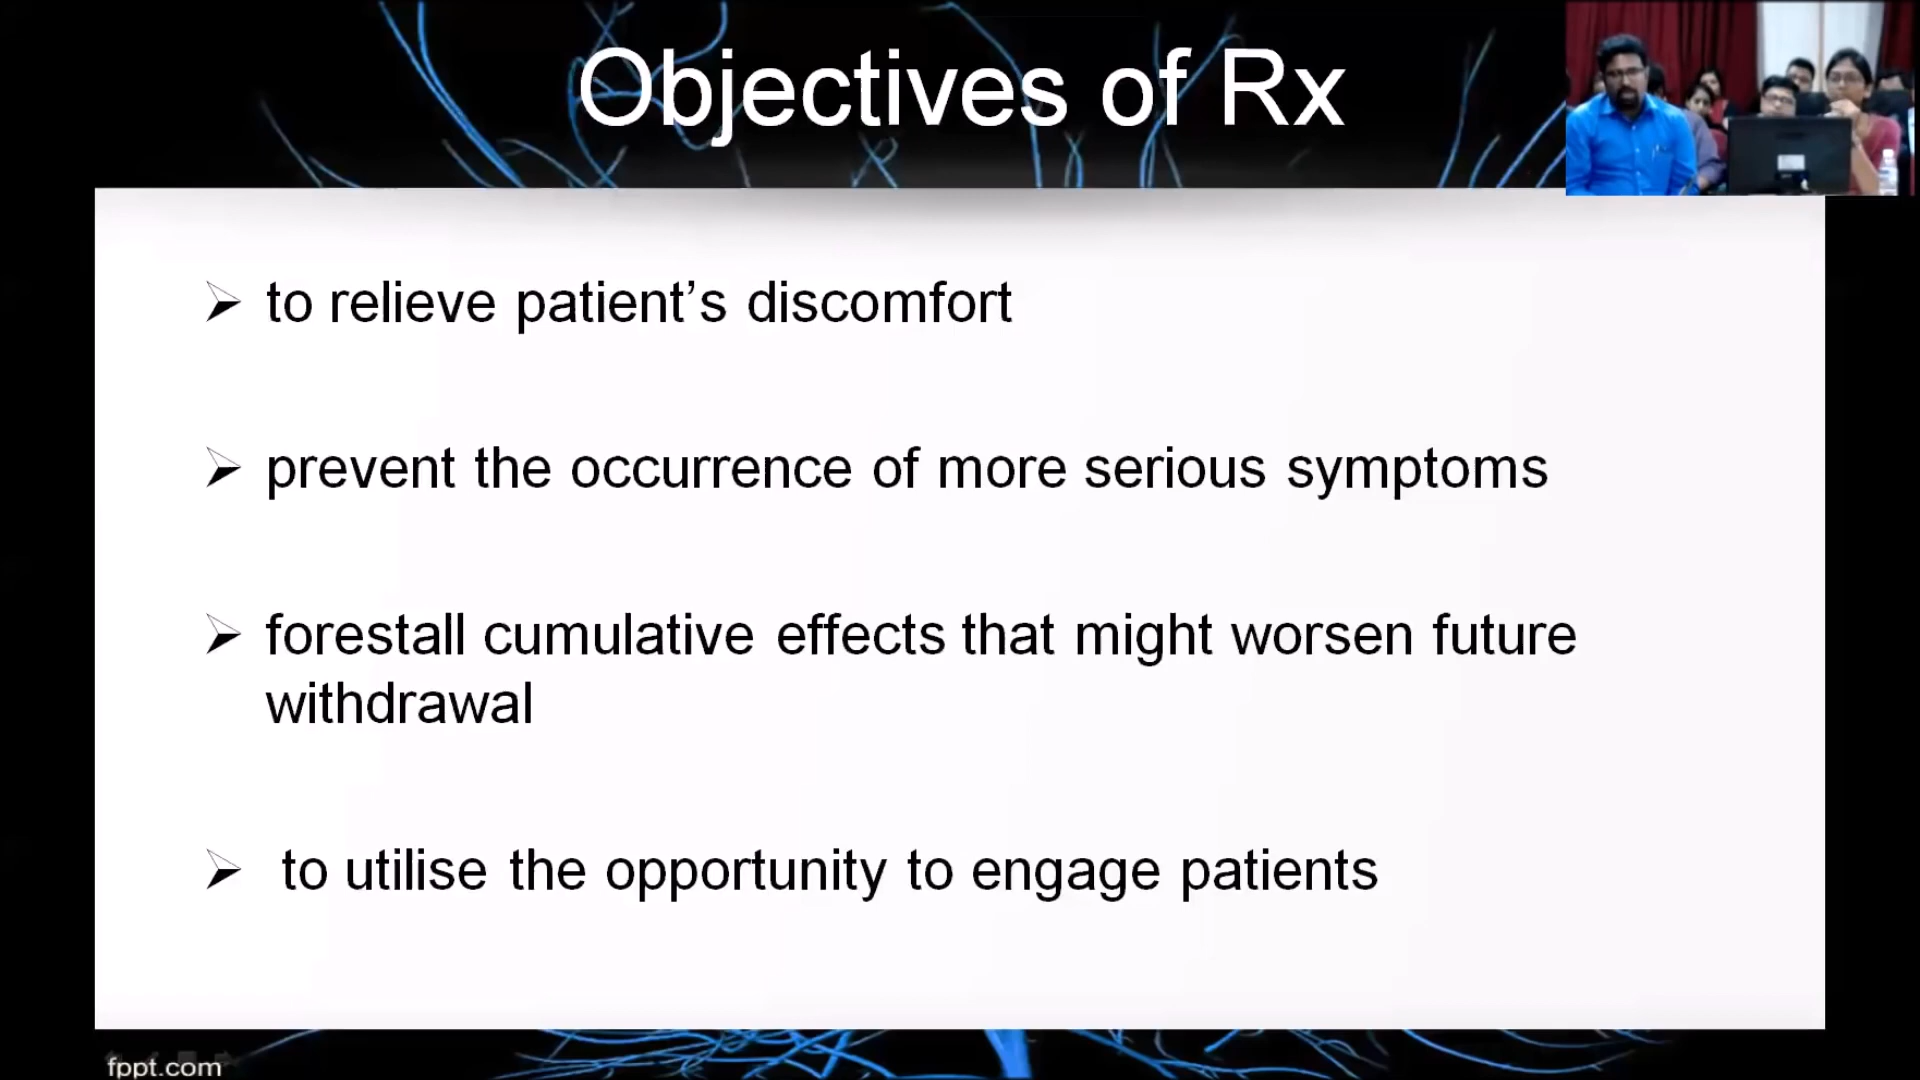 Objectives of Rx
to relieve patient’s discomfort
prevent the occurrence of more serious symptoms
forestall cumulative effects that might worsen future
withdrawal
to utilise the opportunity to engage patients
fppt.com